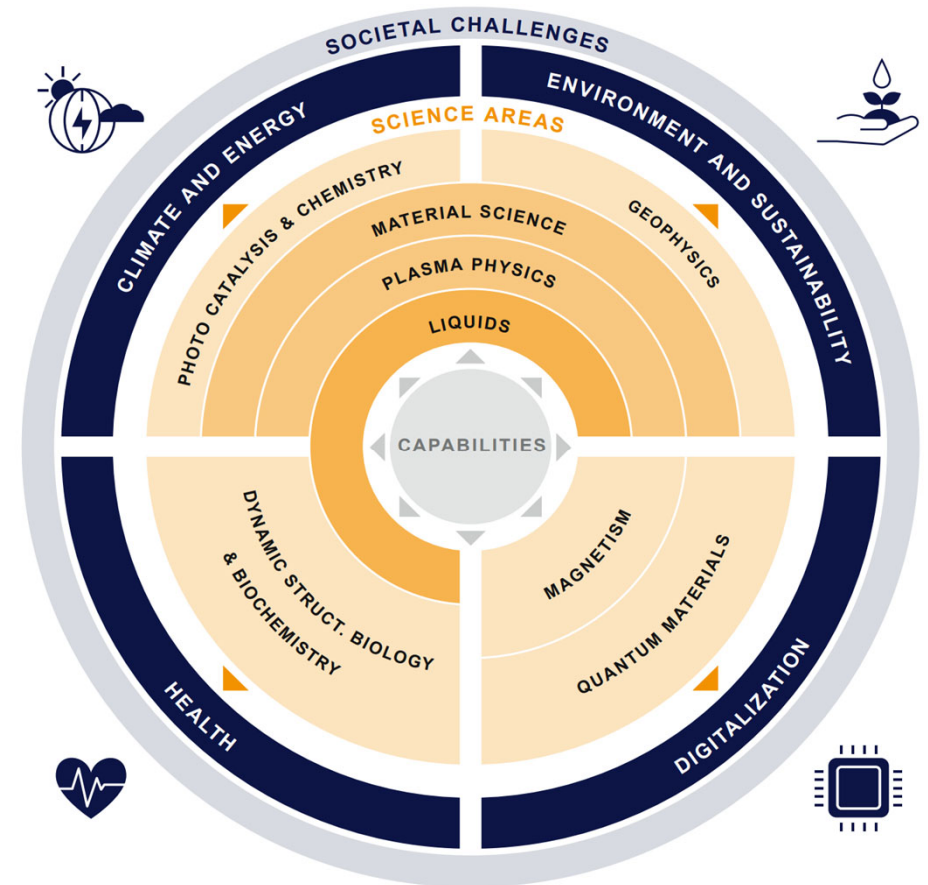 SOCIETAL CHALLENGES
CLIMATE AND ENERGY
ENVIRONMENT AND SUSTAINABILITY
SCIENCE AREAS
PHOTO CATALYSIS & CHEMISTRY
GEOPHYSICS
MATERIAL SCIENCE
PLASMA PHYSICS
LIQUIDS
CAPABILITIES
DYNAMIC STRUCT. BIOLOGY
& BIOCHEMISTRY
MAGNETISM
QUANTUM MATERIALS
HEALTH
DIGITALIZATION